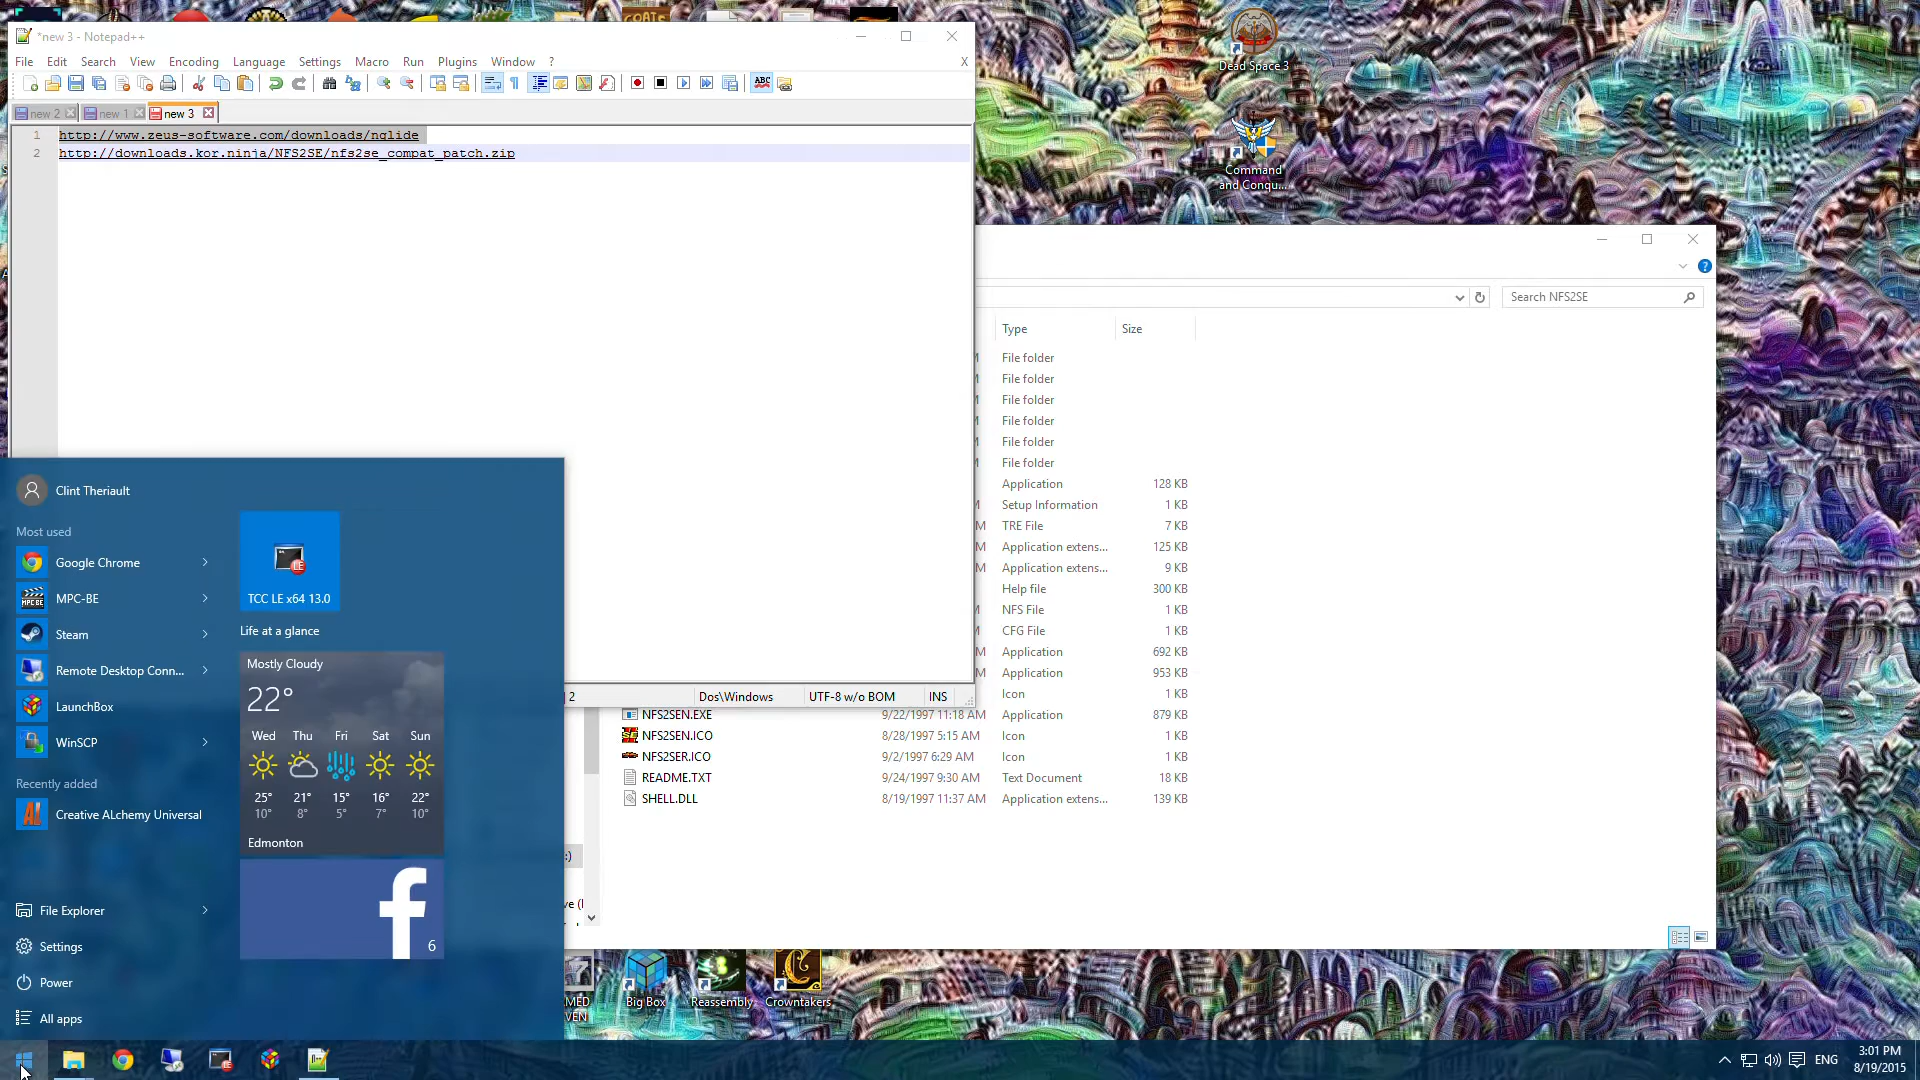 *new 3 - Notepad++
File Edit Search View Encoding Language Settings Macro Run Plugins Window ? X
new 2 new 1 new 3
1 http://www.zeus-software.com/downloads/nglide
2 http://downloads.kor.ninja/NFS2SE/nfs2se_compat_patch.zip
2 Dos\Windows UTF-8 w/o BOM INS
Dead Space 3
Command
and Conqu...
Search NFS2SE
Type Size
File folder
File folder
File folder
File folder
File folder
File folder
Application 128 KB
Setup Information 1 KB
M TRE File 7 KB
M Application extens... 125 KB
M Application extens... 9 KB
Help file 300 KB
NFS File 1 KB
CFG File 1 KB
Application 692 KB
Application 953 KB
Icon 1 KB
NFS2SEN.EXE 9/22/1997 11:18 AM Application 879 KB
NFS2SEN.ICO 8/28/1997 5:15 AM Icon 1 KB
NFS2SER.ICO 9/2/1997 6:29 AM Icon 1 KB
README.TXT 9/24/1997 9:30 AM Text Document 18 KB
SHELL.DLL 8/19/1997 11:37 AM Application extens... 139 KB
:)
Clint Theriault
Most used
Google Chrome
MPC-BE
Steam
Remote Desktop Conn...
LaunchBox
WinSCP
Recently added
Creative ALchemy Universal
File Explorer
Settings
Power
All apps
TCC LE x64 13.0
Life at a glance
Mostly Cloudy
22°
Wed Thu Fri Sat Sun
25° 21° 15° 16° 22°
10° 8° 5° 7° 10°
Edmonton
f
6
Big Box
Reassembly
Crowntakers
ENG
3:01 PM
8/19/2015